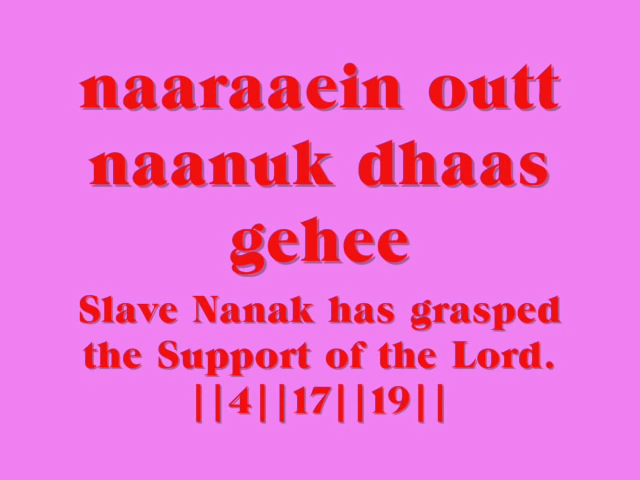 naaraaein outt
naanuk dhaas
gehee
Slave Nanak has grasped
the Support of the Lord.
||4||17||19||